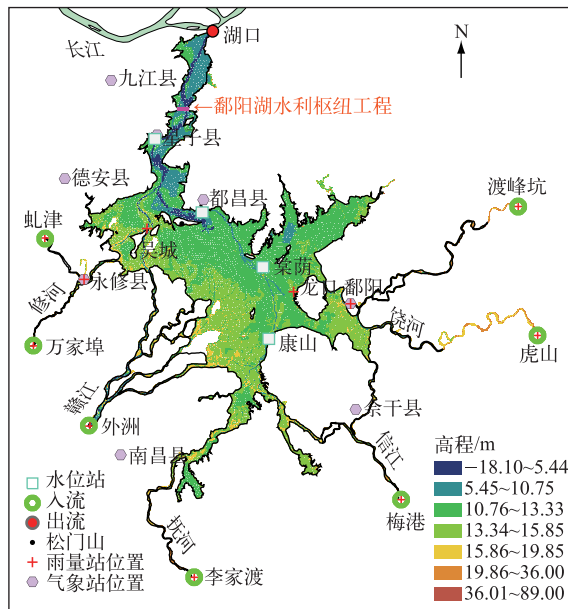 长江
湖口
N
九江县
←鄱阳湖水利枢纽工程
星子县
德安县
都昌县
渡峰坑
虬津
吴城
棠荫
永修县
龙口
鄱阳
修河
饶河
万家埠
康山
虎山
赣江
外洲
余干县
南昌县
信江
梅港
抚河
李家渡
水位站
入流
出流
松门山
雨量站位置
气象站位置
高程/m
−18.10~5.44
5.45~10.75
10.76~13.33
13.34~15.85
15.86~19.85
19.86~36.00
36.01~89.00